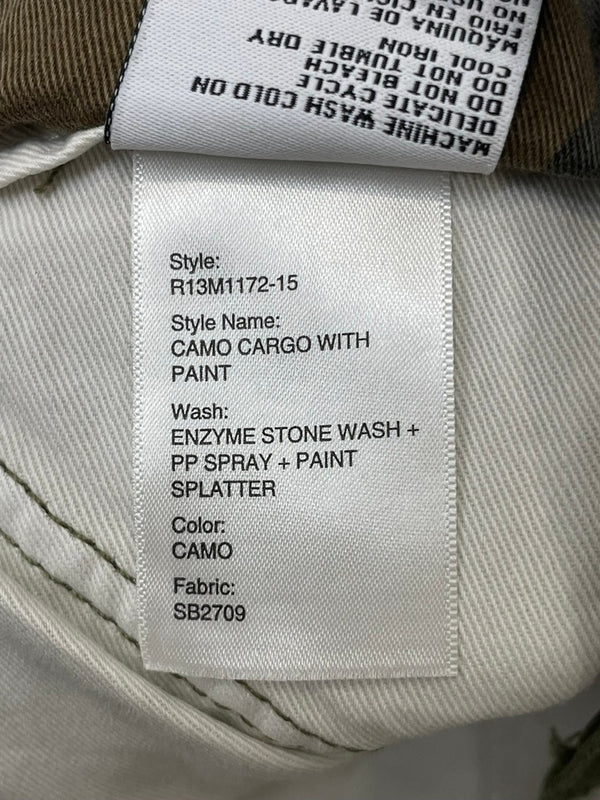 MACHINE WASH COLD ON
DELICATE CYCLE
DO NOT BLEACH
DO NOT TUMBLE DRY
COOL IRON
MÁQUINA DE LAVAR
FRIO EN
NO
Style:
R13M1172-15
Style Name:
CAMO CARGO WITH
PAINT
Wash:
ENZYME STONE WASH +
PP SPRAY + PAINT
SPLATTER
Color:
CAMO
Fabric:
SB2709